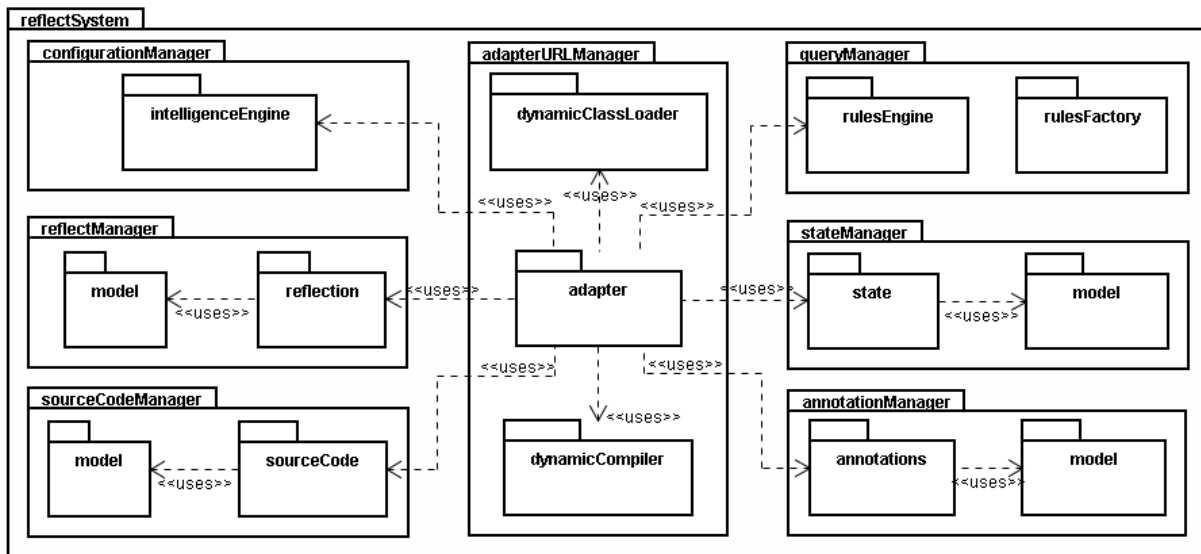 reflectSystem
configurationManager
intelligenceEngine
adapterURLManager
dynamicClassLoader
queryManager
rulesEngine
rulesFactory
<<uses>>
<<uses>>
<<uses>>
reflectManager
model
reflection
<<uses>>
<<uses>>
adapter
<<uses>>
stateManager
state
model
<<uses>>
<<uses>>
<<uses>>
<<uses>>
sourceCodeManager
model
sourceCode
<<uses>>
dynamicCompiler
annotationManager
annotations
model
<<uses>>